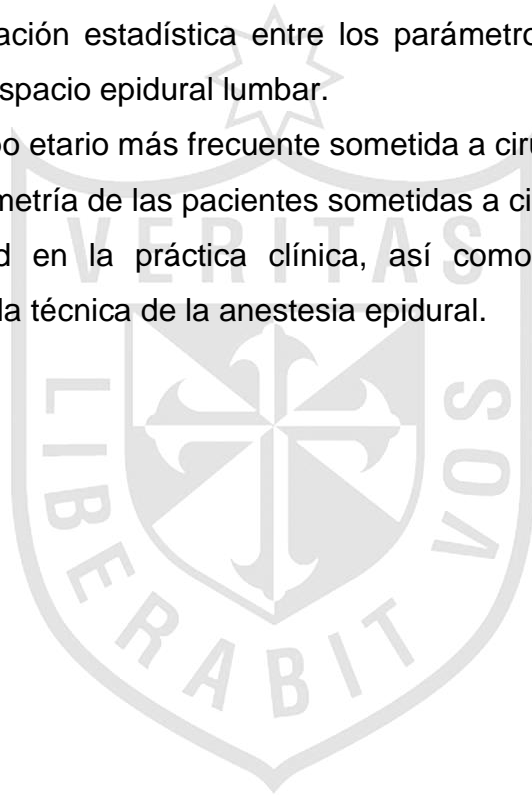 ación estadística entre los parámetro
spacio epidural lumbar.
o etario más frecuente sometida a ciru
metría de las pacientes sometidas a ci
d en la práctica clínica, así como
la técnica de la anestesia epidural.
VERITAS
LIBERABIT
VOS